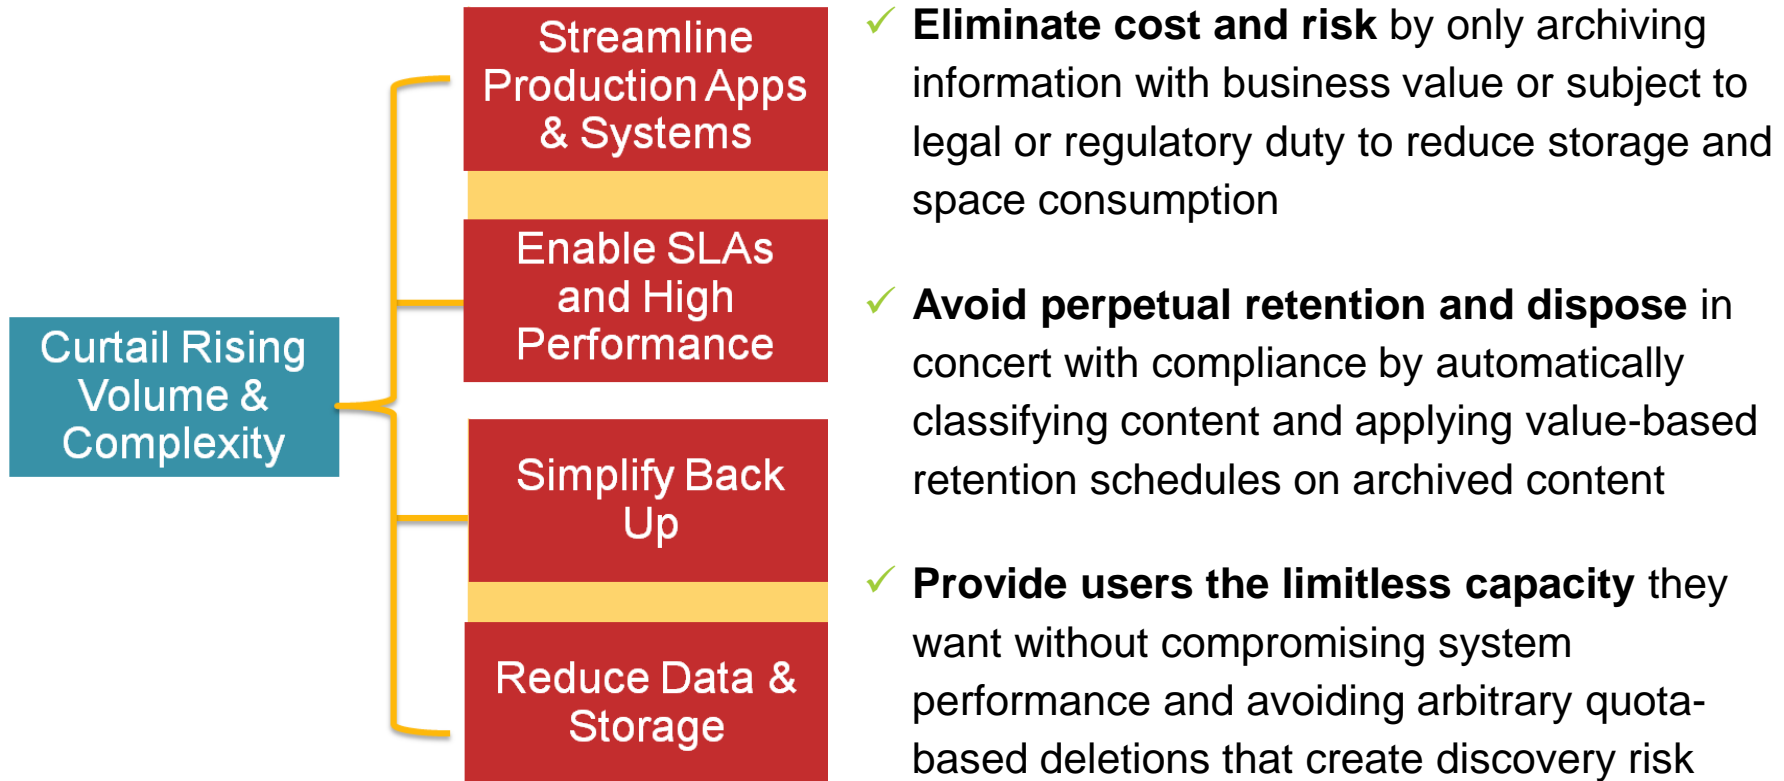 Curtail Rising
Volume &
Complexity
Streamline
Production Apps
& Systems
Enable SLAs
and High
Performance
Simplify Back
Up
Reduce Data &
Storage
✓ Eliminate cost and risk by only archiving
information with business value or subject to
legal or regulatory duty to reduce storage and
space consumption
✓ Avoid perpetual retention and dispose in
concert with compliance by automatically
classifying content and applying value-based
retention schedules on archived content
✓ Provide users the limitless capacity they
want without compromising system
performance and avoiding arbitrary quota-
based deletions that create discovery risk